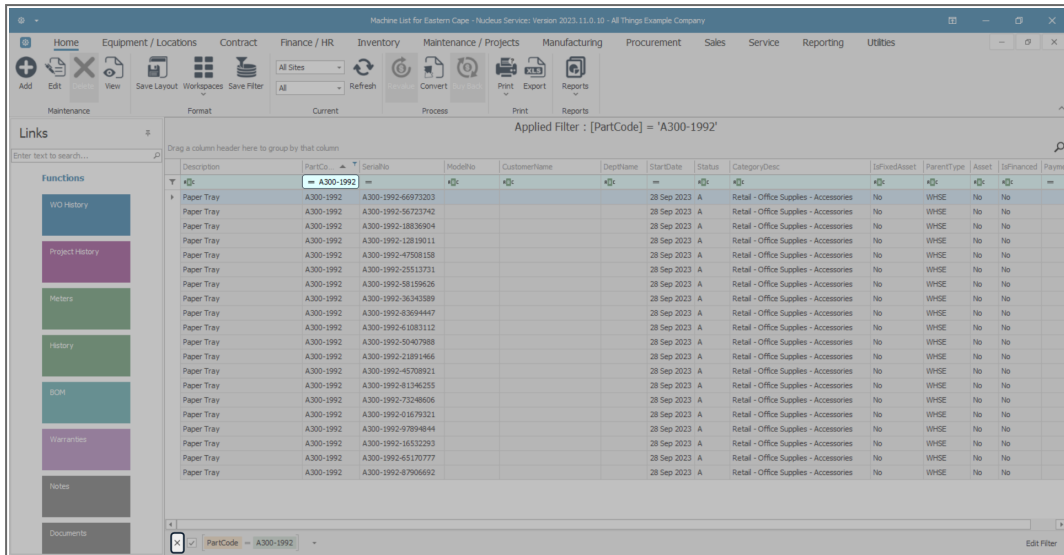 Machine List for Eastern Cape - Nucleus Service: Version 2023.11.0.10 - All Things Example Company
Home Equipment / Locations Contract Finance / HR Inventory Maintenance / Projects Manufacturing Procurement Sales Service Reporting Utilities
All Sites
Add Edit Delete View Save Layout Workspaces Save Filter All Refresh Convert Print Export Reports
Maintenance Format Current Process Print Reports
Links
Applied Filter : [PartCode] = 'A300-1992'
Drag a column header here to group by that column
Enter text to search...
Description PartCo... SerialNo ModelNo CustomerName DeptName StartDate Status CategoryDesc IsFixedAsset ParentType Asset IsFinanced Payme
Functions
= A300-1992 = =  =
WO History
Project History
Meters
History
BOM
Warranties
Notes
Documents
Paper Tray A300-1992 A300-1992-66973203 28 Sep 2023 A Retail - Office Supplies - Accessories No WHSE No No
Paper Tray A300-1992 A300-1992-56723742 28 Sep 2023 A Retail - Office Supplies - Accessories No WHSE No No
Paper Tray A300-1992 A300-1992-18836904 28 Sep 2023 A Retail - Office Supplies - Accessories No WHSE No No
Paper Tray A300-1992 A300-1992-12819011 28 Sep 2023 A Retail - Office Supplies - Accessories No WHSE No No
Paper Tray A300-1992 A300-1992-47508158 28 Sep 2023 A Retail - Office Supplies - Accessories No WHSE No No
Paper Tray A300-1992 A300-1992-25513731 28 Sep 2023 A Retail - Office Supplies - Accessories No WHSE No No
Paper Tray A300-1992 A300-1992-58159626 28 Sep 2023 A Retail - Office Supplies - Accessories No WHSE No No
Paper Tray A300-1992 A300-1992-36343589 28 Sep 2023 A Retail - Office Supplies - Accessories No WHSE No No
Paper Tray A300-1992 A300-1992-83694447 28 Sep 2023 A Retail - Office Supplies - Accessories No WHSE No No
Paper Tray A300-1992 A300-1992-61083112 28 Sep 2023 A Retail - Office Supplies - Accessories No WHSE No No
Paper Tray A300-1992 A300-1992-50407988 28 Sep 2023 A Retail - Office Supplies - Accessories No WHSE No No
Paper Tray A300-1992 A300-1992-21891466 28 Sep 2023 A Retail - Office Supplies - Accessories No WHSE No No
Paper Tray A300-1992 A300-1992-45708921 28 Sep 2023 A Retail - Office Supplies - Accessories No WHSE No No
Paper Tray A300-1992 A300-1992-81346255 28 Sep 2023 A Retail - Office Supplies - Accessories No WHSE No No
Paper Tray A300-1992 A300-1992-73248606 28 Sep 2023 A Retail - Office Supplies - Accessories No WHSE No No
Paper Tray A300-1992 A300-1992-01679321 28 Sep 2023 A Retail - Office Supplies - Accessories No WHSE No No
Paper Tray A300-1992 A300-1992-97894844 28 Sep 2023 A Retail - Office Supplies - Accessories No WHSE No No
Paper Tray A300-1992 A300-1992-16532293 28 Sep 2023 A Retail - Office Supplies - Accessories No WHSE No No
Paper Tray A300-1992 A300-1992-65170777 28 Sep 2023 A Retail - Office Supplies - Accessories No WHSE No No
Paper Tray A300-1992 A300-1992-87906692 28 Sep 2023 A Retail - Office Supplies - Accessories No WHSE No No
PartCode = A300-1992 Edit Filter